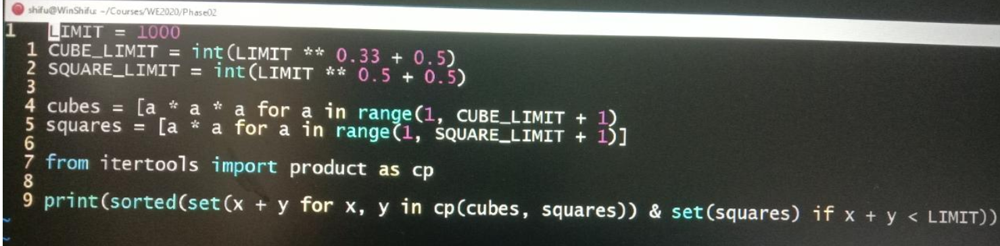 shifu@WinShifu: ~/Courses/WE2020/Phase02
1 LIMIT = 1000
1 CUBE_LIMIT = int(LIMIT ** 0.33 + 0.5)
2 SQUARE_LIMIT = int(LIMIT ** 0.5 + 0.5)
3
4 cubes = [a * a * a for a in range(1, CUBE_LIMIT + 1)
5 squares = [a * a for a in range(1, SQUARE_LIMIT + 1)]
6
7 from itertools import product as cp
8
9 print(sorted(set(x + y for x, y in cp(cubes, squares)) & set(squares) if x + y < LIMIT))
~
~